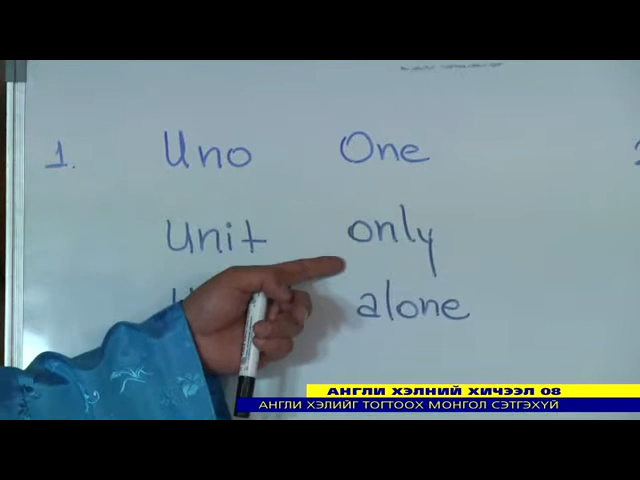 1. Uno One
Unit only
alone
АНГЛИ ХЭЛНИЙ ХИЧЭЭЛ 08
АНГЛИ ХЭЛИЙГ ТОГТООХ МОНГОЛ СЭТГЭХҮЙ